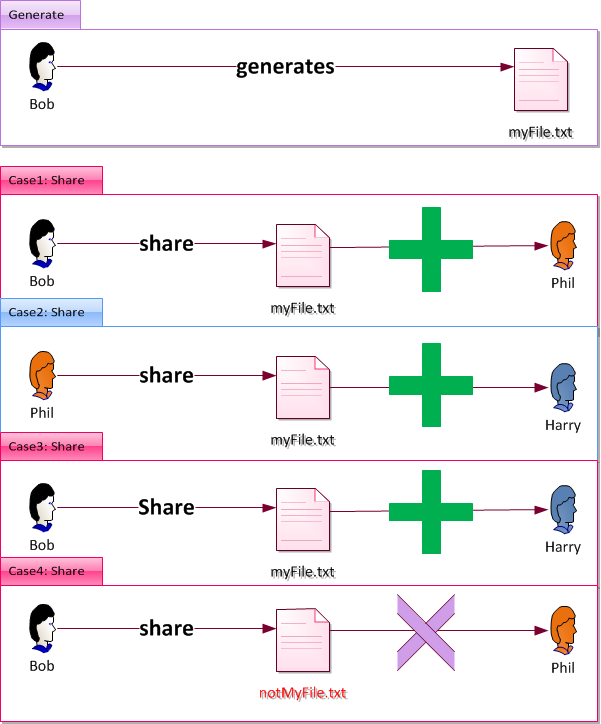 Generate
Bob
generates
myFile.txt
Case1: Share
Bob
share
myFile.txt
Phil
Case2: Share
Phil
share
myFile.txt
Harry
Case3: Share
Bob
Share
myFile.txt
Harry
Case4: Share
Bob
share
notMyFile.txt
Phil